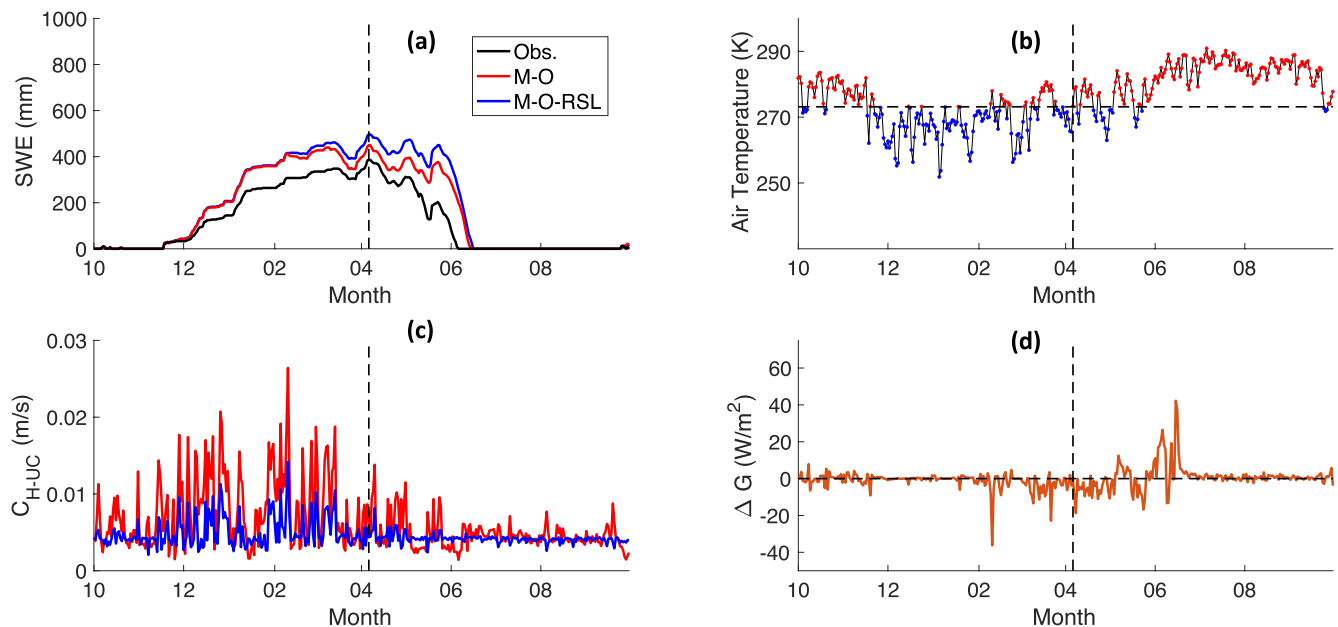 (a)
1000
800
600
400
200
0
SWE (mm)
Obs.
M-O
M-O-RSL
10 12 02 04 06 08
Month
(b)
290
270
250
Air Temperature (K)
10 12 02 04 06 08
Month
(c)
0.03
0.02
0.01
0
C_H-UC (m/s)
10 12 02 04 06 08
Month
(d)
60
40
20
0
-20
-40
Δ G (W/m²)
10 12 02 04 06 08
Month